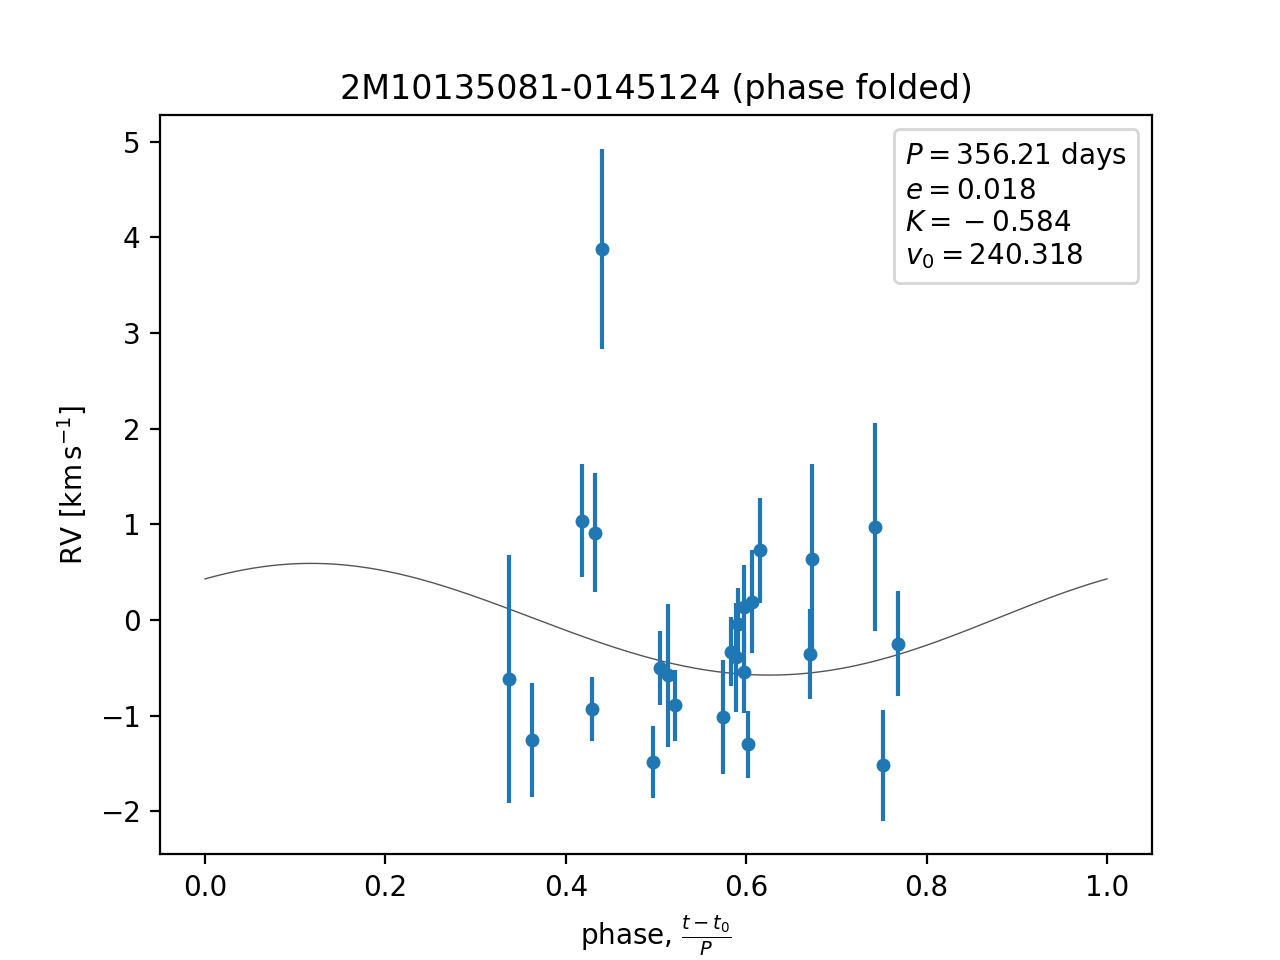 2M10135081-0145124 (phase folded)
P = 356.21 days
e = 0.018
K = −0.584
v₀ = 240.318
5
4
3
2
1
0
−1
−2
RV [km s⁻¹]
0.0 0.2 0.4 0.6 0.8 1.0
phase, (t − t₀)/P